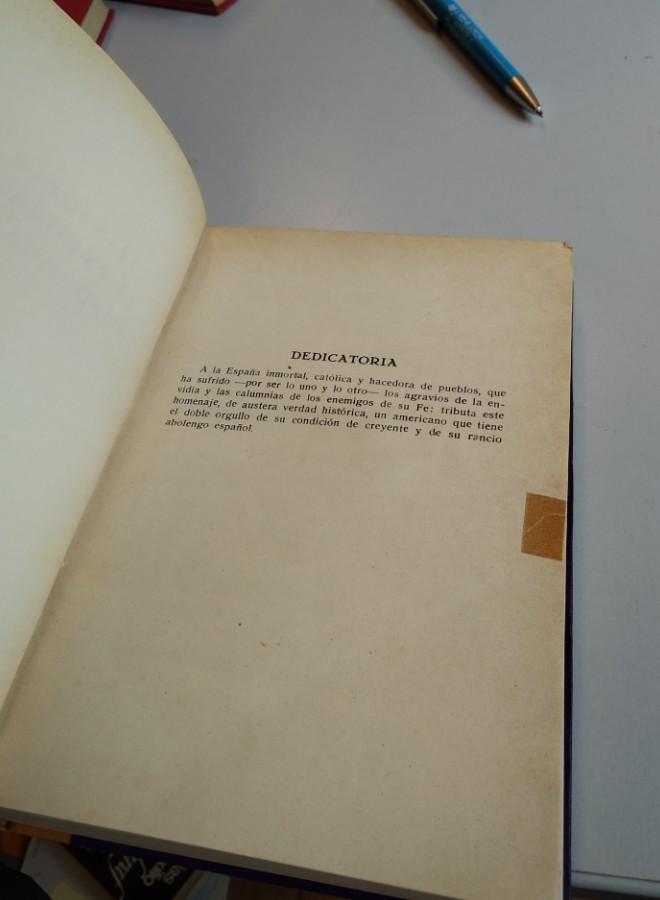 DEDICATORIA
A la España inmortal, católica y hacedora de pueblos, que
ha sufrido —por ser lo uno y lo otro— los agravios de la en-
vidia y las calumnias de los enemigos de su Fe: tributa este
homenaje, de austera verdad histórica, un americano que tiene
el doble orgullo de su condición de creyente y de su rancio
abolengo español.